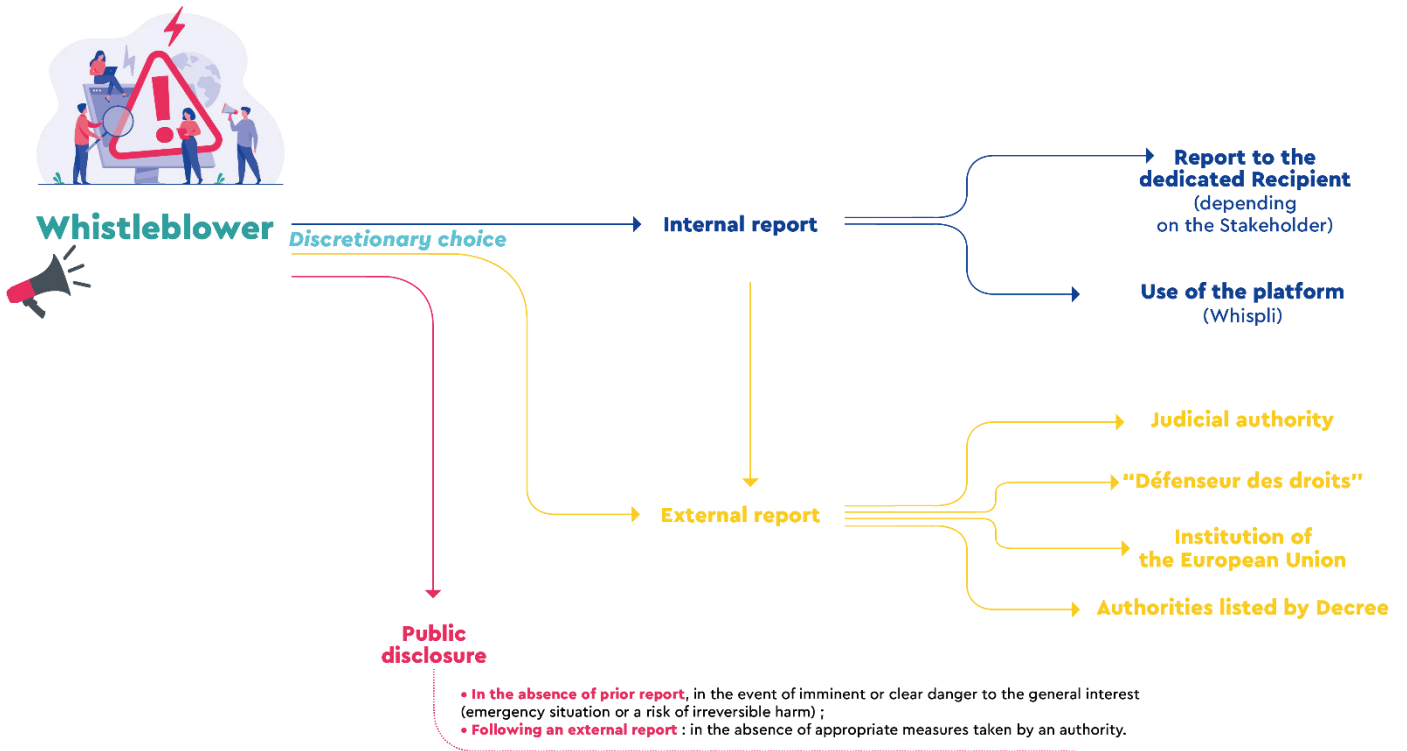 Whistleblower
Discretionary choice
Internal report
Report to the
dedicated Recipient
(depending
on the Stakeholder)
Use of the platform
(Whispli)
External report
Judicial authority
“Défenseur des droits”
Institution of
the European Union
Authorities listed by Decree
Public
disclosure
• In the absence of prior report, in the event of imminent or clear danger to the general interest
(emergency situation or a risk of irreversible harm) ;
• Following an external report : in the absence of appropriate measures taken by an authority.